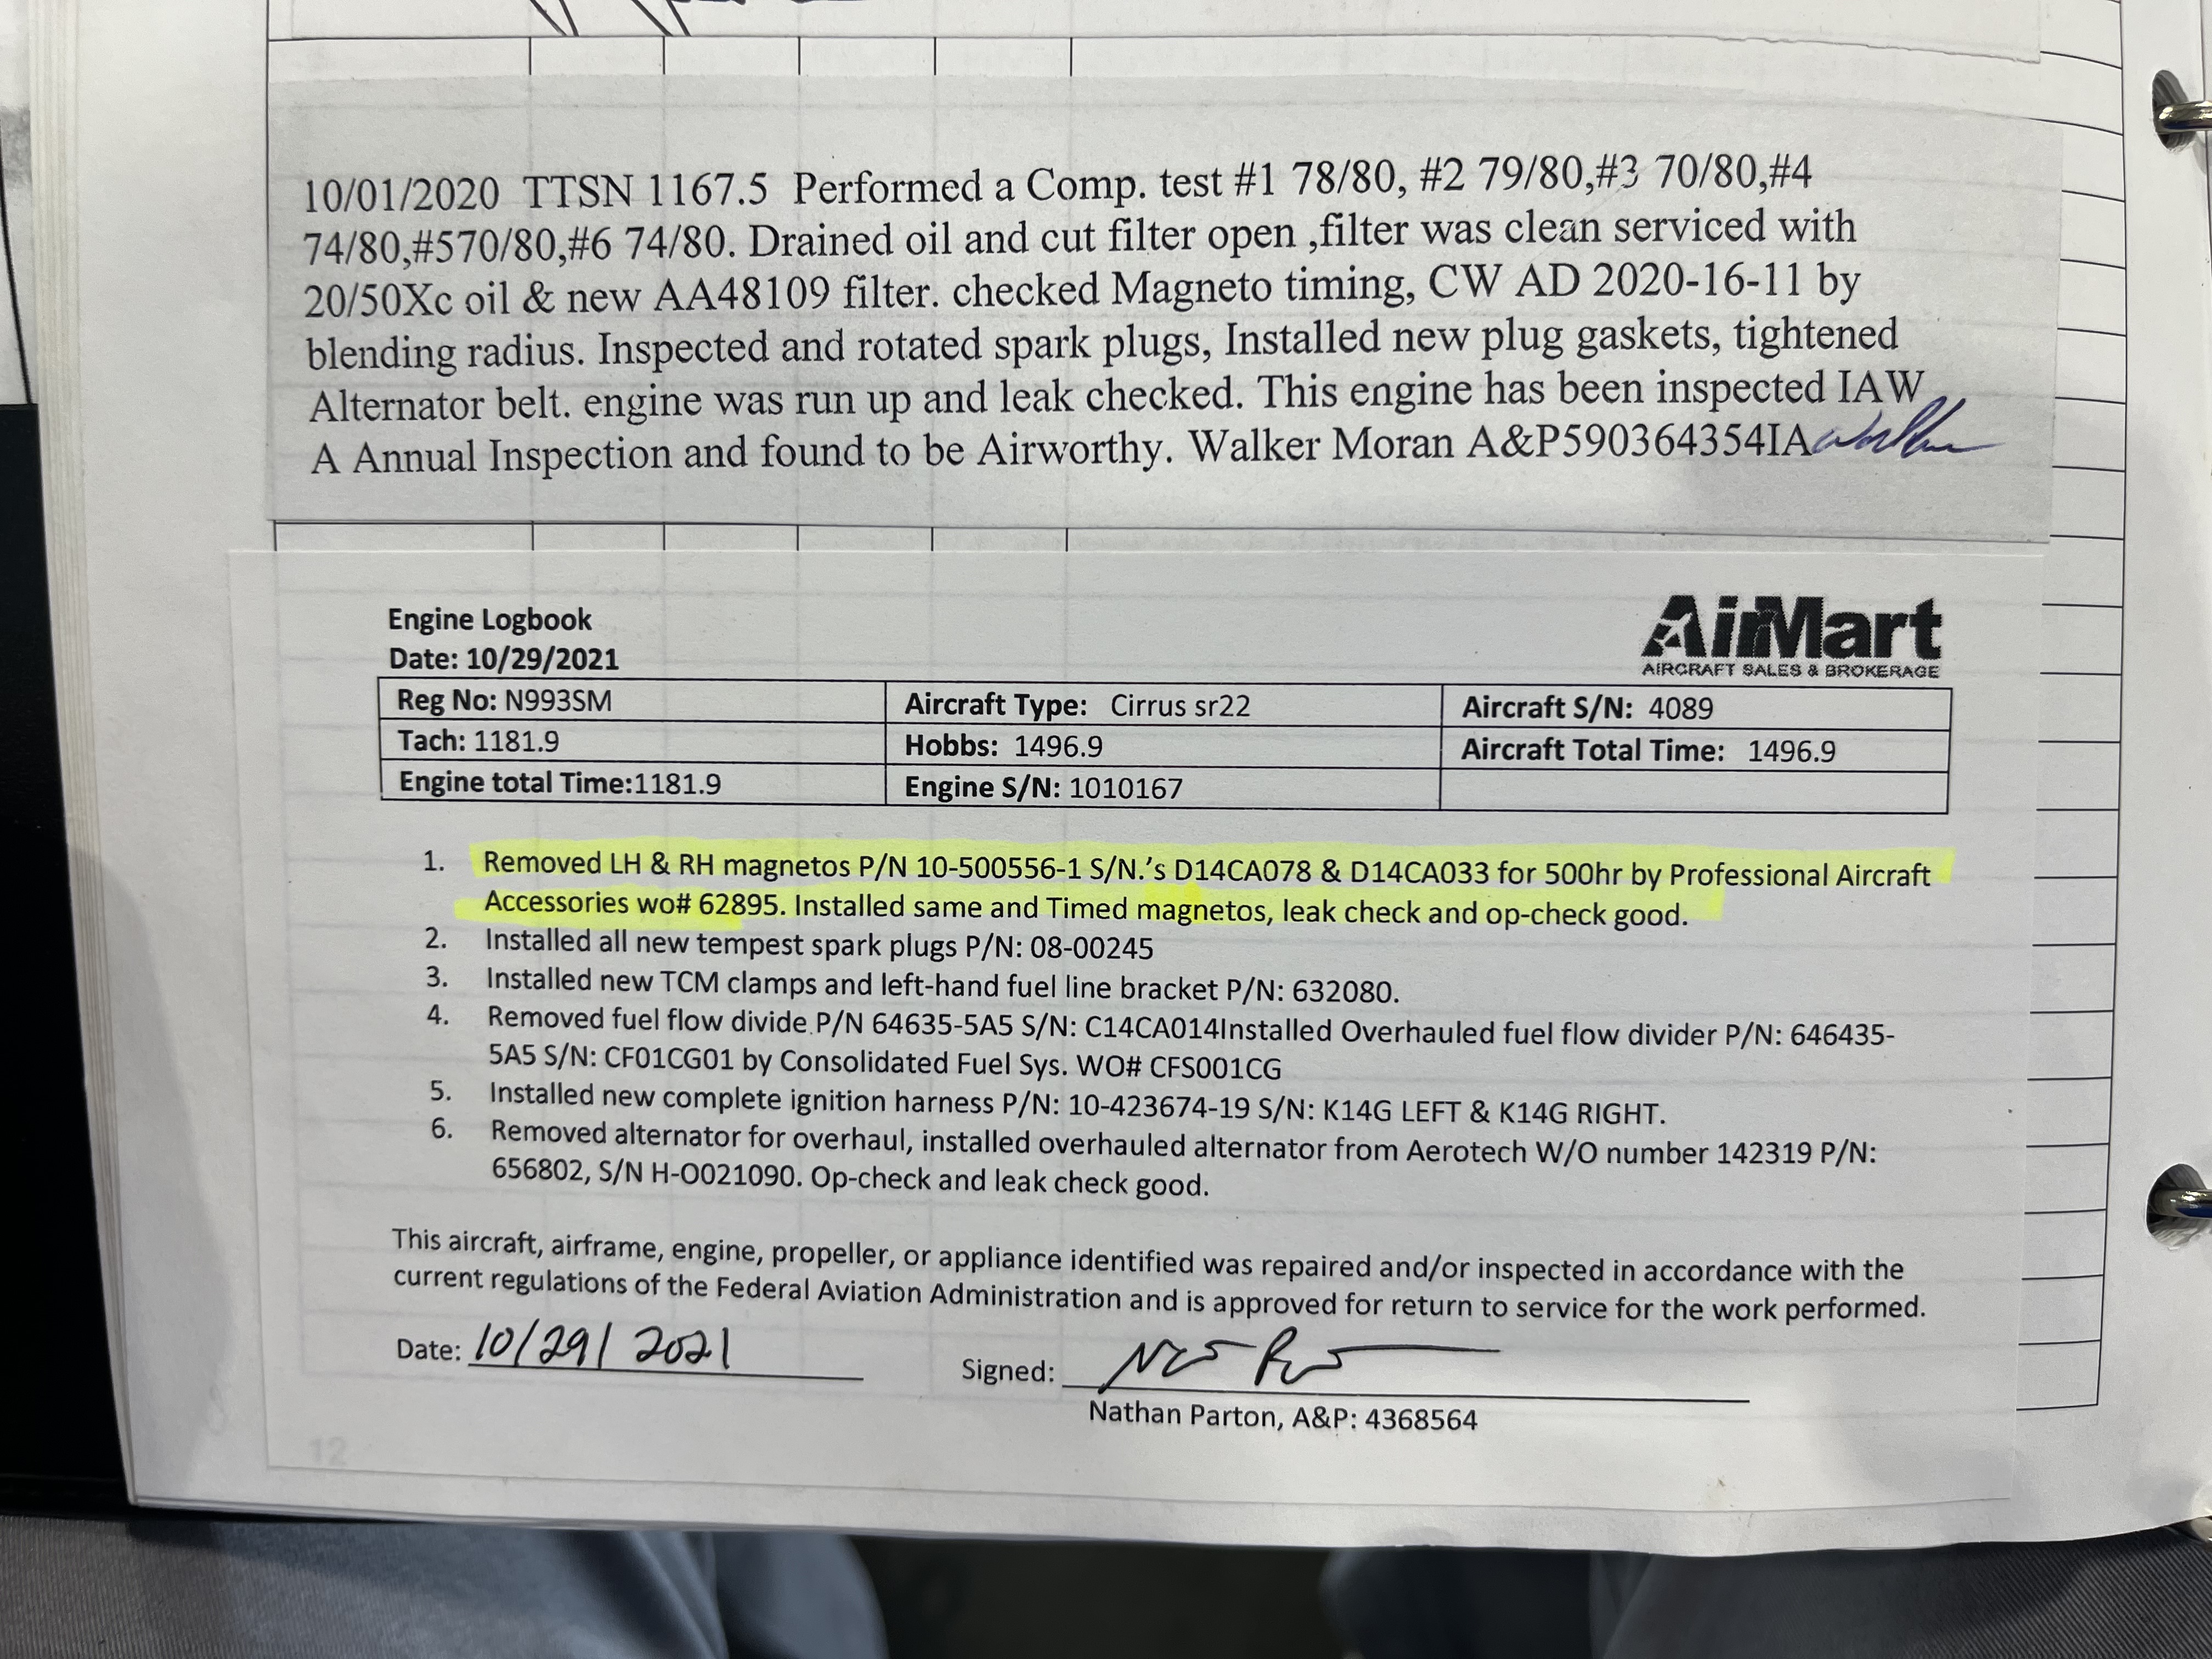 10/01/2020 TTSN 1167.5 Performed a Comp. test #1 78/80, #2 79/80,#3 70/80,#4
74/80,#570/80,#6 74/80. Drained oil and cut filter open ,filter was clean serviced with
20/50Xc oil & new AA48109 filter. checked Magneto timing, CW AD 2020-16-11 by
blending radius. Inspected and rotated spark plugs, Installed new plug gaskets, tightened
Alternator belt. engine was run up and leak checked. This engine has been inspected IAW
A Annual Inspection and found to be Airworthy. Walker Moran A&P590364354IA
Engine Logbook
Date: 10/29/2021
AirMart
AIRCRAFT SALES & BROKERAGE
Reg No: N993SM Aircraft Type: Cirrus sr22 Aircraft S/N: 4089
Tach: 1181.9 Hobbs: 1496.9 Aircraft Total Time: 1496.9
Engine total Time:1181.9 Engine S/N: 1010167
1. Removed LH & RH magnetos P/N 10-500556-1 S/N.'s D14CA078 & D14CA033 for 500hr by Professional Aircraft
Accessories wo# 62895. Installed same and Timed magnetos, leak check and op-check good.
2. Installed all new tempest spark plugs P/N: 08-00245
3. Installed new TCM clamps and left-hand fuel line bracket P/N: 632080.
4. Removed fuel flow divide P/N 64635-5A5 S/N: C14CA014Installed Overhauled fuel flow divider P/N: 646435-
5A5 S/N: CF01CG01 by Consolidated Fuel Sys. WO# CFS001CG
5. Installed new complete ignition harness P/N: 10-423674-19 S/N: K14G LEFT & K14G RIGHT.
6. Removed alternator for overhaul, installed overhauled alternator from Aerotech W/O number 142319 P/N:
656802, S/N H-O021090. Op-check and leak check good.
This aircraft, airframe, engine, propeller, or appliance identified was repaired and/or inspected in accordance with the
current regulations of the Federal Aviation Administration and is approved for return to service for the work performed.
Date: 10/29/2021 Signed:
Nathan Parton, A&P: 4368564
12